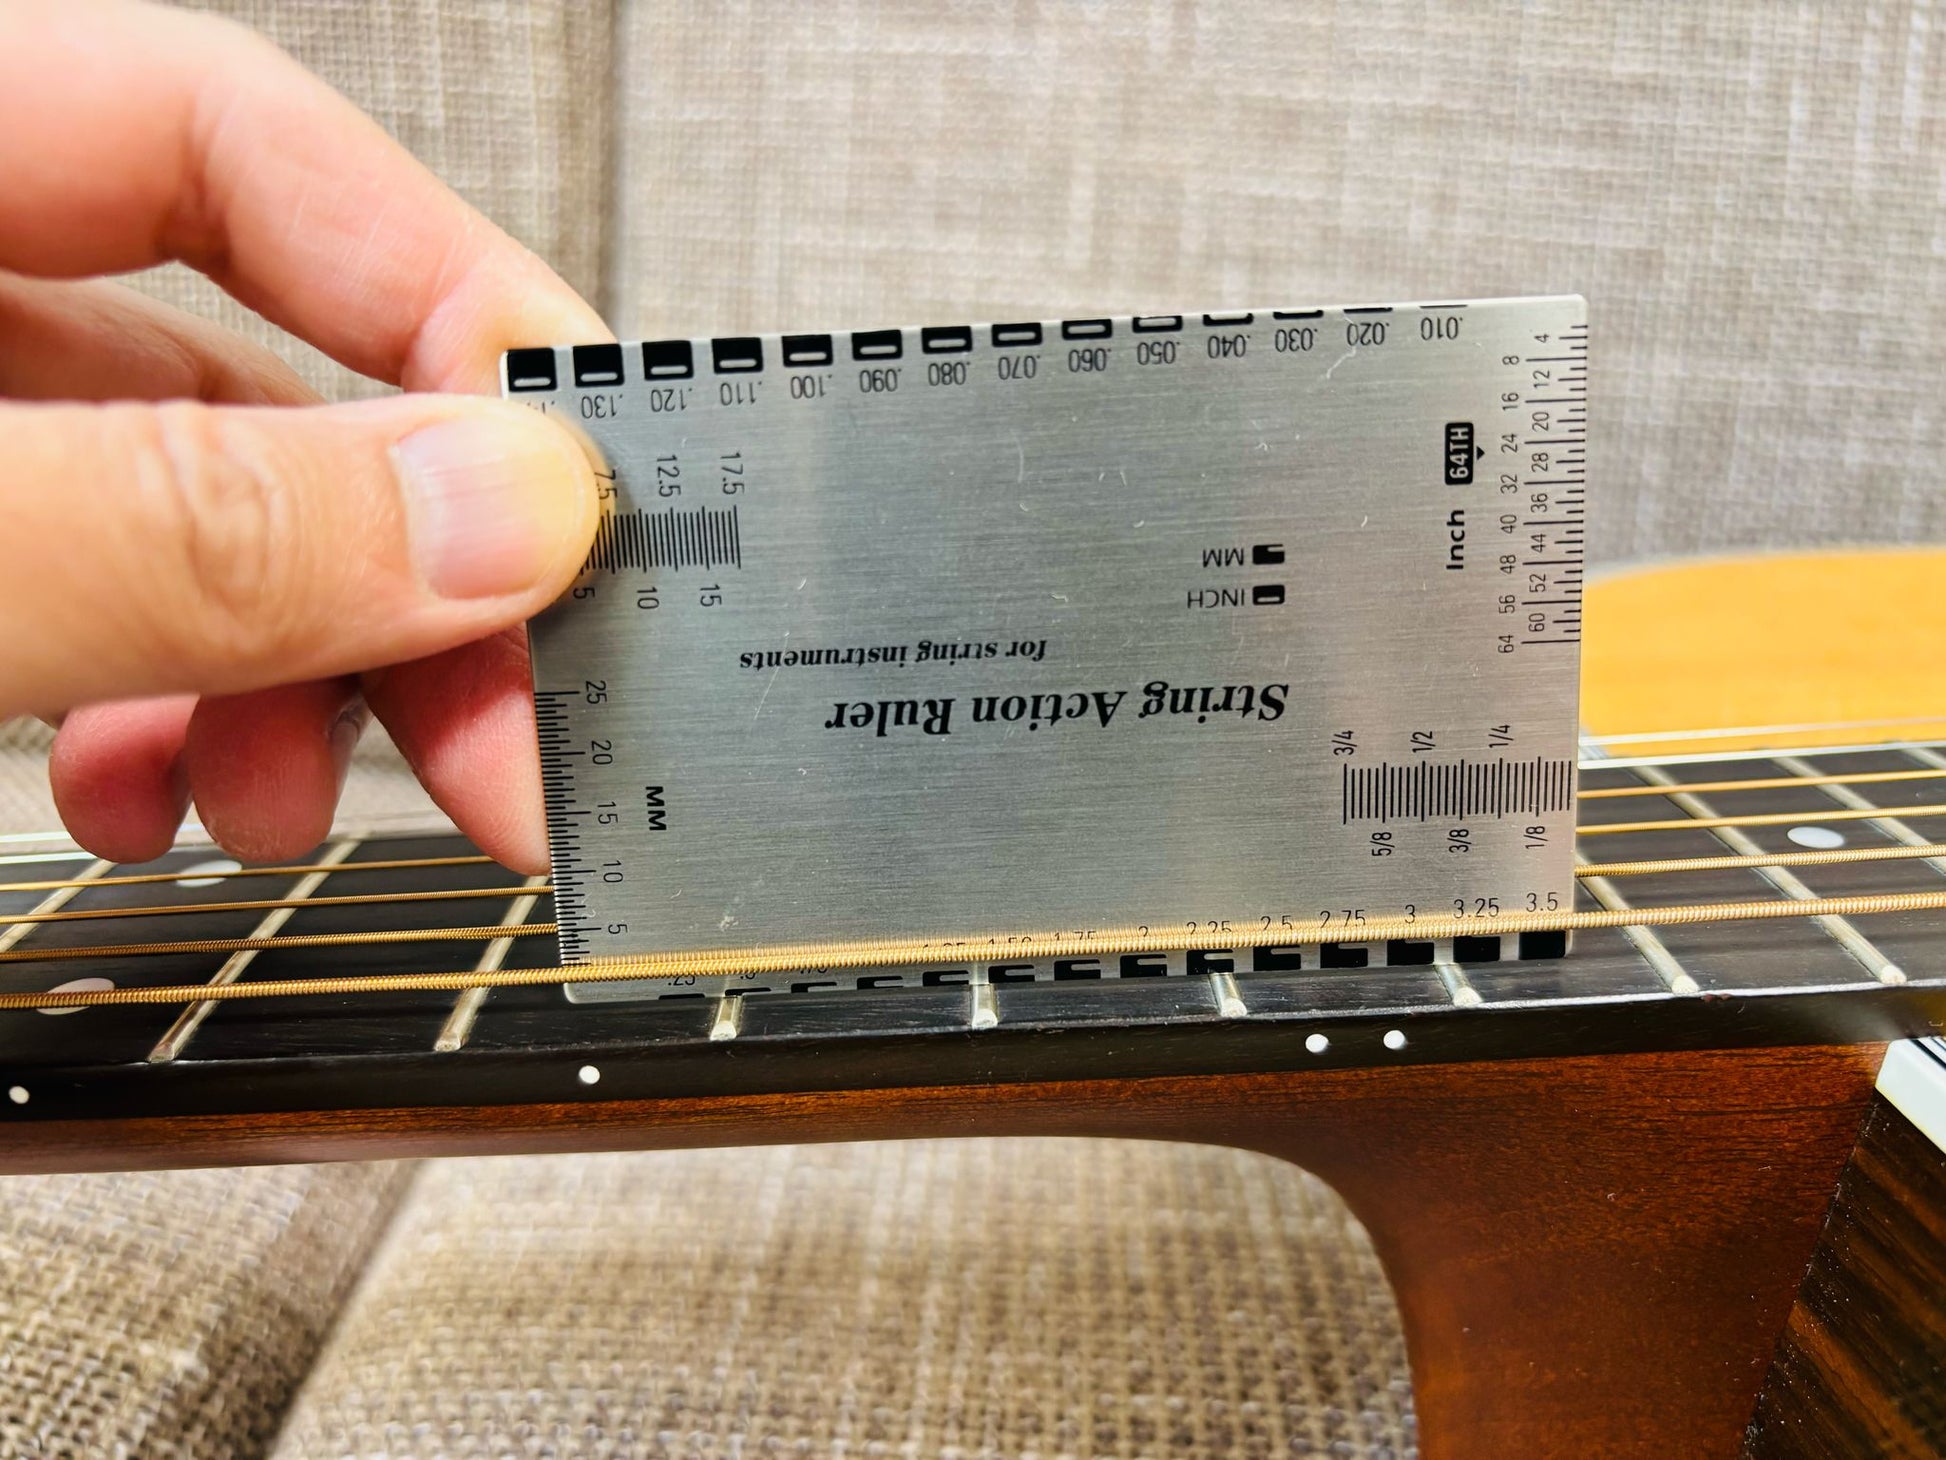 .130 .120 .110 .100 .090 .080 .070 .060 .050 .040 .030 .020 .010
7.5 12.5 17.5
5 10 15
MM
INCH
for string instruments
String Action Ruler
Inch 64TH
4 8 12 16 20 24 28 32 36 40 44 48 52 56 60 64
25 20 15 10 5
MM
3/4 1/2 1/4
5/8 3/8 1/8
.25 2 2.25 2.5 2.75 3 3.25 3.5